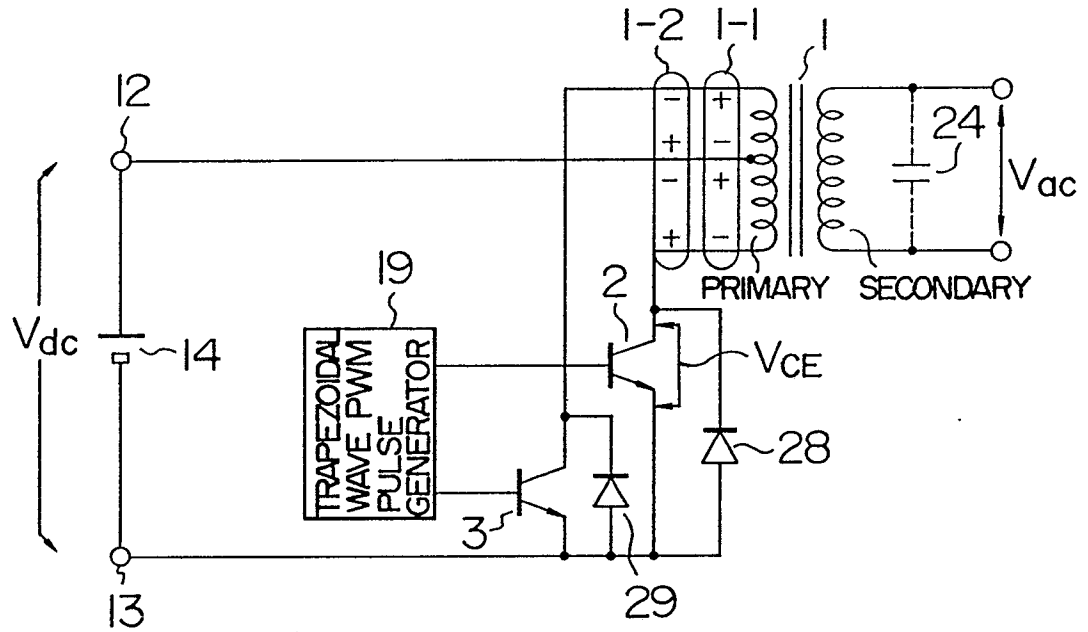 1-2 1-1 1
12
- +
+ -
- +
+ -
24
Vac
PRIMARY SECONDARY
19
2
Vdc
14
TRAPEZOIDAL
WAVE PWM
PULSE
GENERATOR
VCE
28
3
29
13